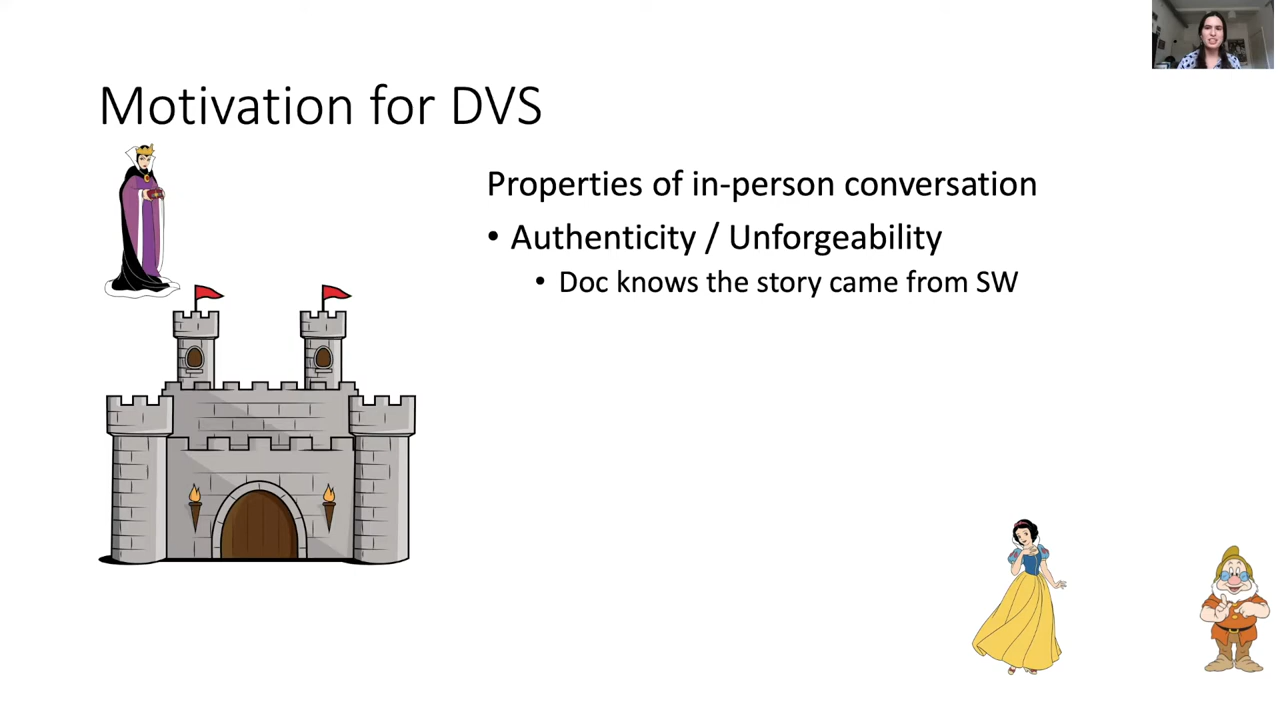 Motivation for DVS
Properties of in-person conversation
• Authenticity / Unforgeability
• Doc knows the story came from SW